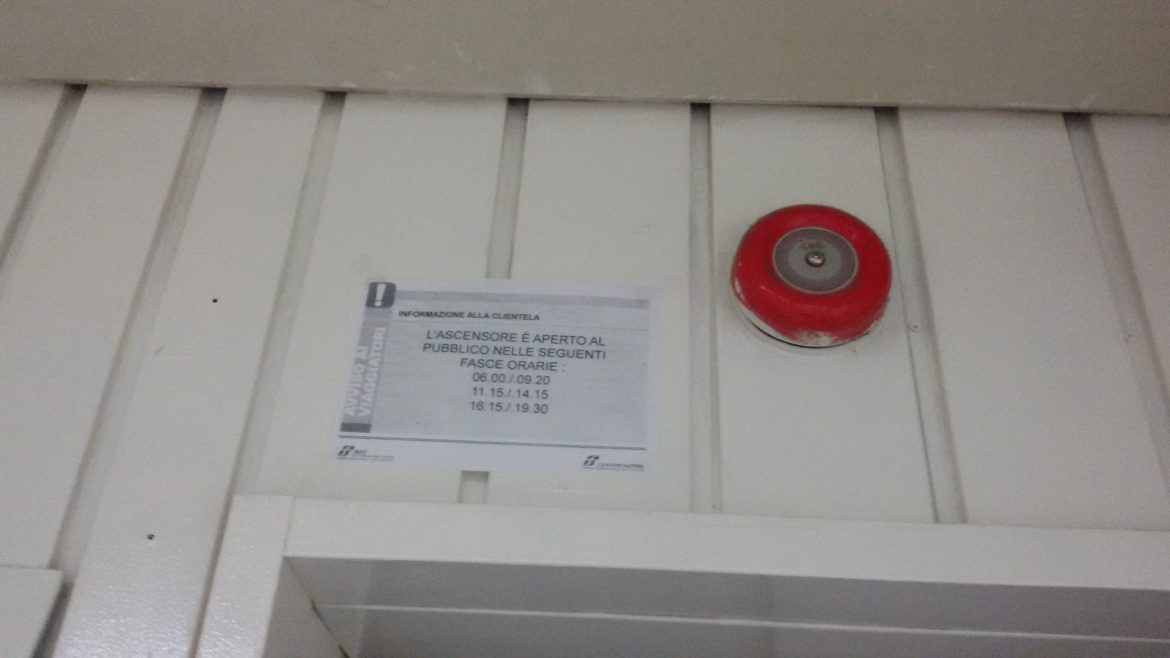 !
INFORMAZIONE ALLA CLIENTELA
AVVISO AI
VIAGGIATORI
L'ASCENSORE È APERTO AL
PUBBLICO NELLE SEGUENTI
FASCE ORARIE :
06.00./.09.20
11.15./.14.15
16.15./.19.30
CENTOSTAZIONI